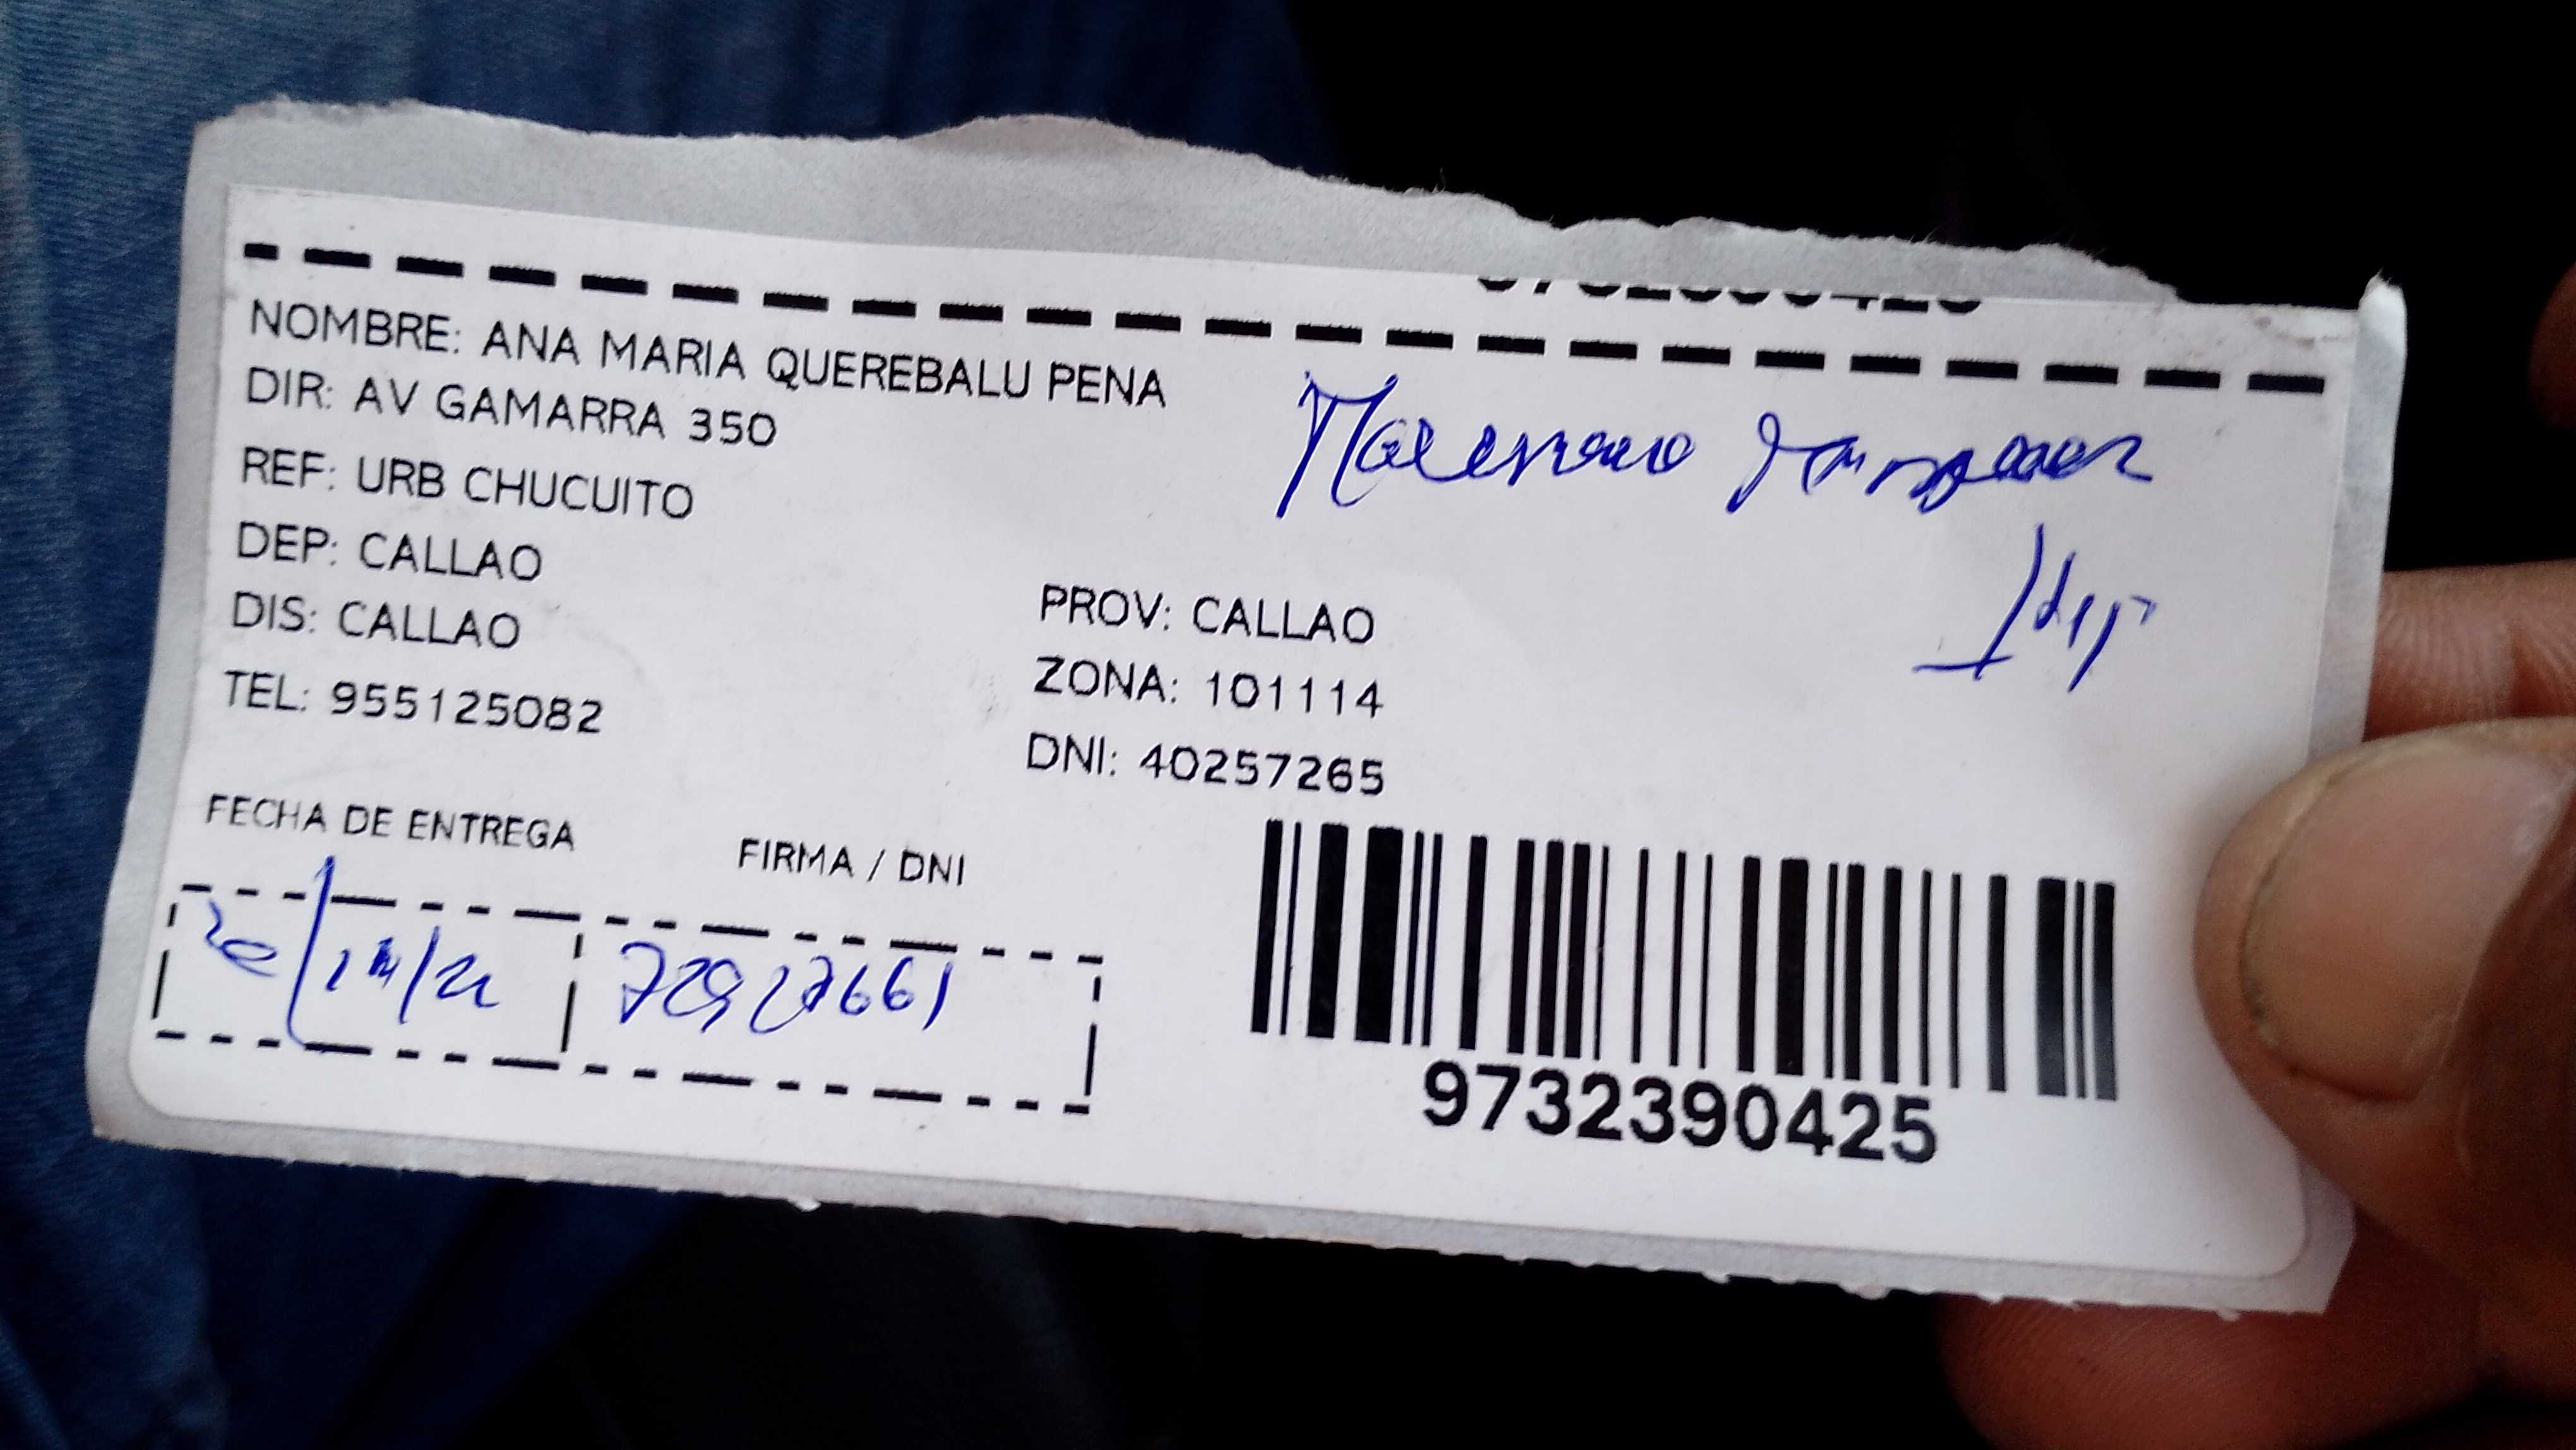 NOMBRE: ANA MARIA QUEREBALU PENA
DIR: AV GAMARRA 350
REF: URB CHUCUITO
DEP: CALLAO
DIS: CALLAO
PROV: CALLAO
TEL: 955125082
ZONA: 101114
DNI: 40257265
FECHA DE ENTREGA
FIRMA / DNI
9732390425